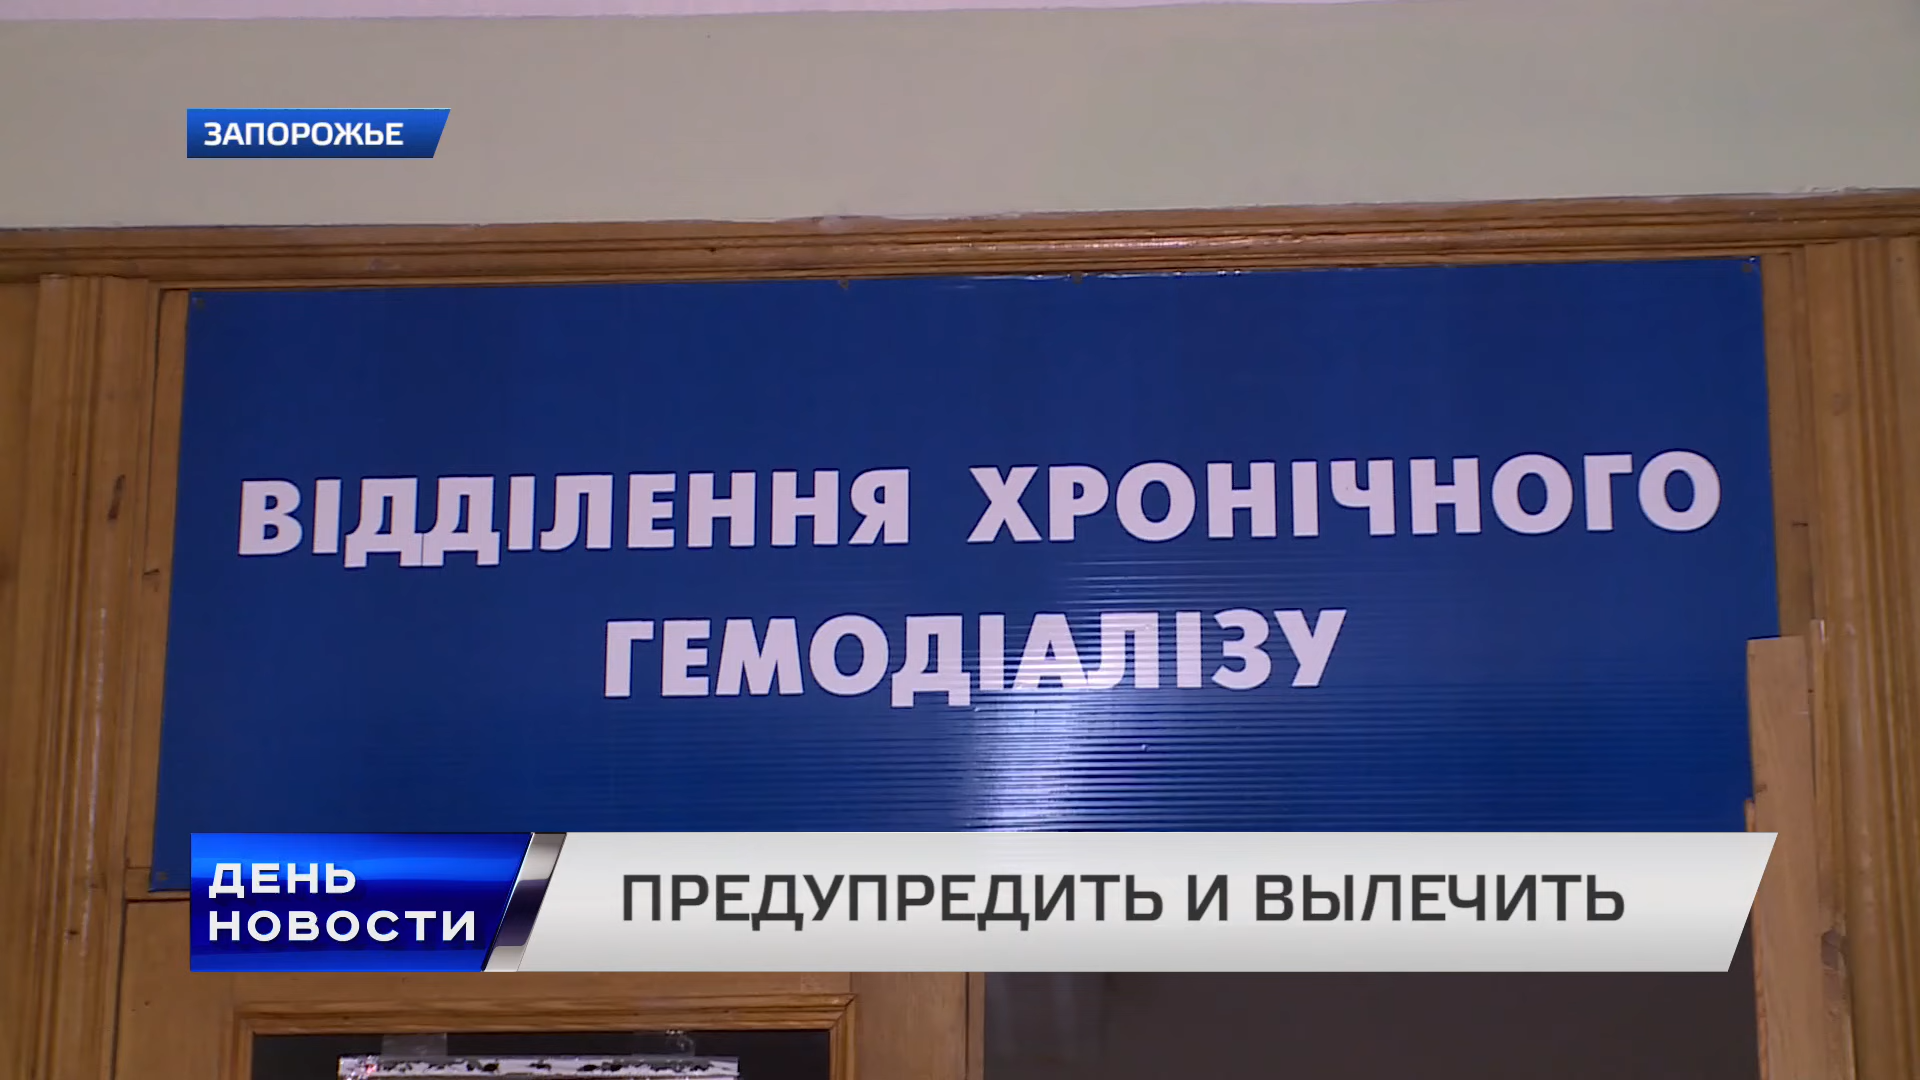 ЗАПОРОЖЬЕ
ВІДДІЛЕННЯ ХРОНІЧНОГО
ГЕМОДІАЛІЗУ
ДЕНЬ
НОВОСТИ
ПРЕДУПРЕДИТЬ И ВЫЛЕЧИТЬ